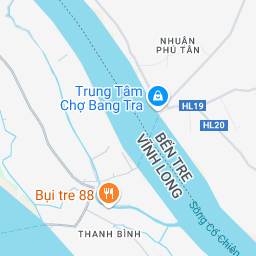 NHUẬN
PHÚ TÂN
Trung Tâm
Chợ Bang Tra
HL19
HL20
BẾN TRE
VĨNH LONG
Bụi tre 88
Sông Cổ Chiên
THANH BÌNH